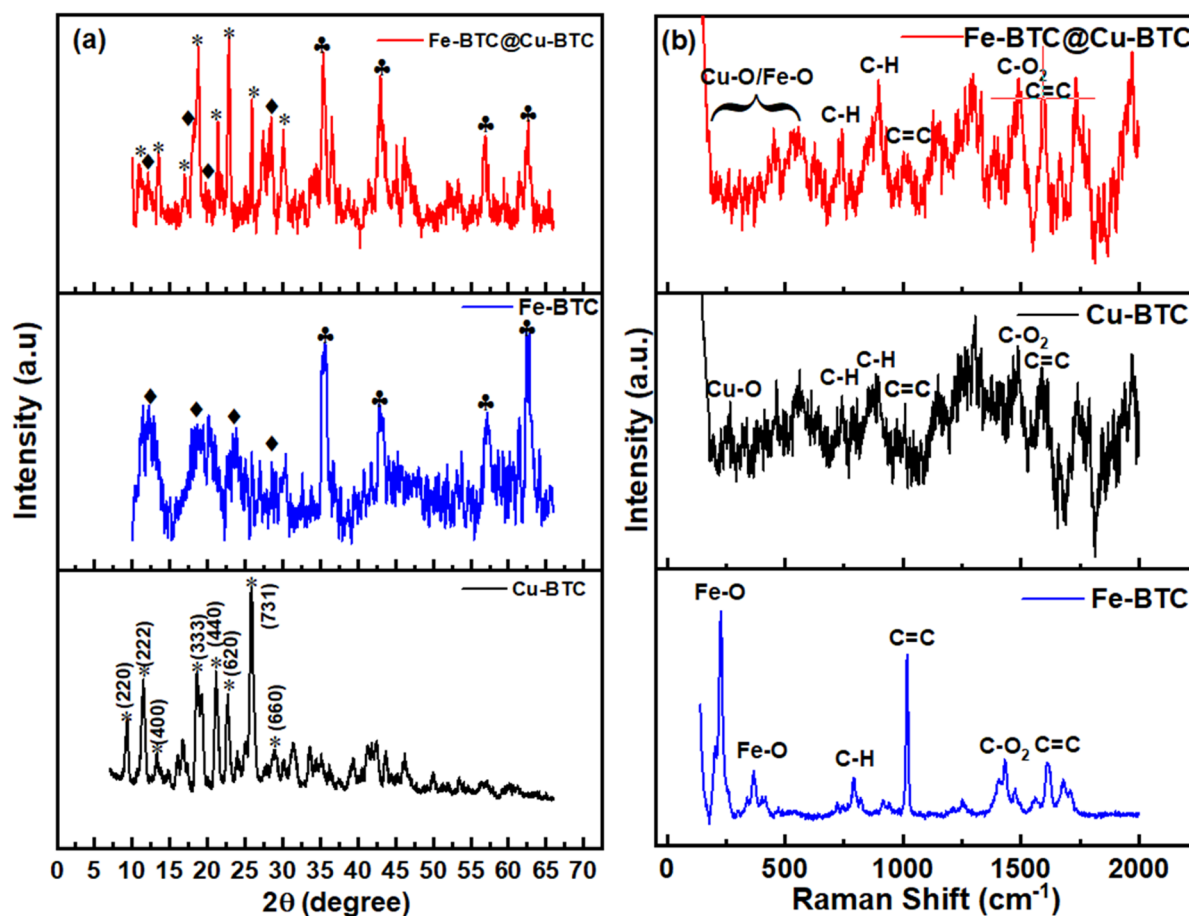 (a)
Fe-BTC@Cu-BTC
* ♦ * * ♦ * ♦ * * * ♦ * ♣ ♣ ♣ ♣
Fe-BTC
♦ ♦ ♦ ♦ ♣ ♣ ♣ ♣
Cu-BTC
*(220)
*(222)
*(400)
*(333)
*(440)
*(620)
*(731)
*(660)
0 5 10 15 20 25 30 35 40 45 50 55 60 65 70
2θ (degree)
Intensity (a.u)
(b)
Fe-BTC@Cu-BTC
Cu-O/Fe-O
C-H
C-H
C=C
C-O2
C=C
Cu-BTC
Cu-O
C-H
C-H
C=C
C-O2
C=C
Fe-BTC
Fe-O
Fe-O
C-H
C=C
C-O2
C=C
0 500 1000 1500 2000
Raman Shift (cm-1)
Intensity (a.u.)